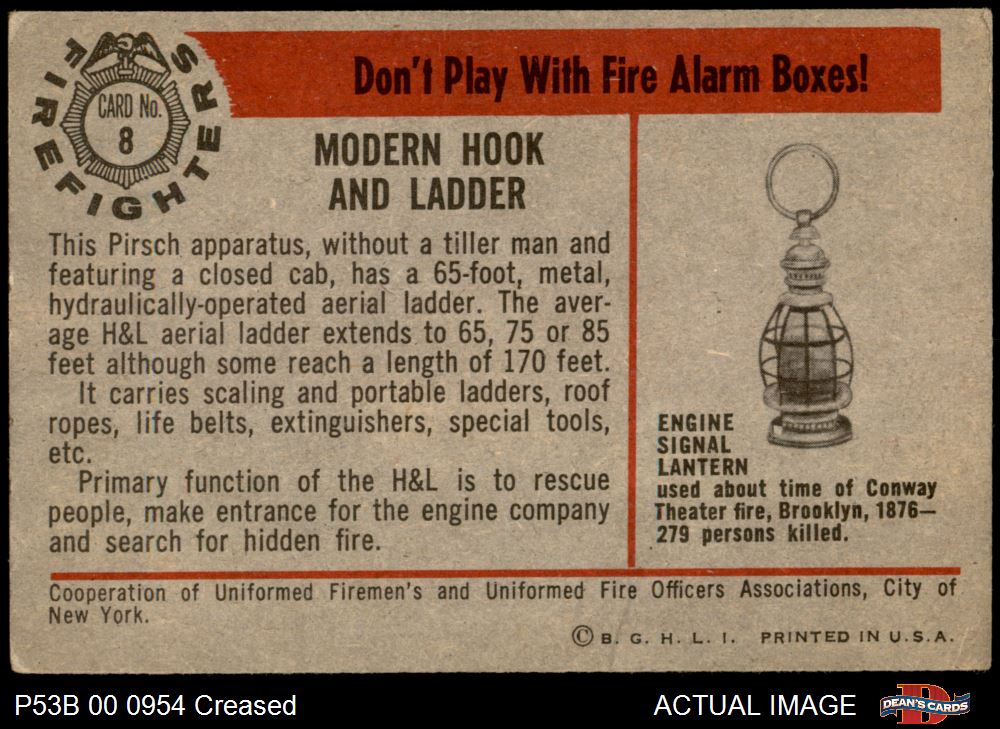 FIREFIGHTERS
CARD No.
8
Don't Play With Fire Alarm Boxes!
MODERN HOOK
AND LADDER
This Pirsch apparatus, without a tiller man and
featuring a closed cab, has a 65-foot, metal,
hydraulically-operated aerial ladder. The aver-
age H&L aerial ladder extends to 65, 75 or 85
feet although some reach a length of 170 feet.
It carries scaling and portable ladders, roof
ropes, life belts, extinguishers, special tools,
etc.
Primary function of the H&L is to rescue
people, make entrance for the engine company
and search for hidden fire.
ENGINE
SIGNAL
LANTERN
used about time of Conway
Theater fire, Brooklyn, 1876—
279 persons killed.
Cooperation of Uniformed Firemen's and Uniformed Fire Officers Associations, City of
New York.
© B. G. H. L. I. PRINTED IN U.S.A.
P53B 00 0954 Creased
ACTUAL IMAGE
DEAN'S CARDS